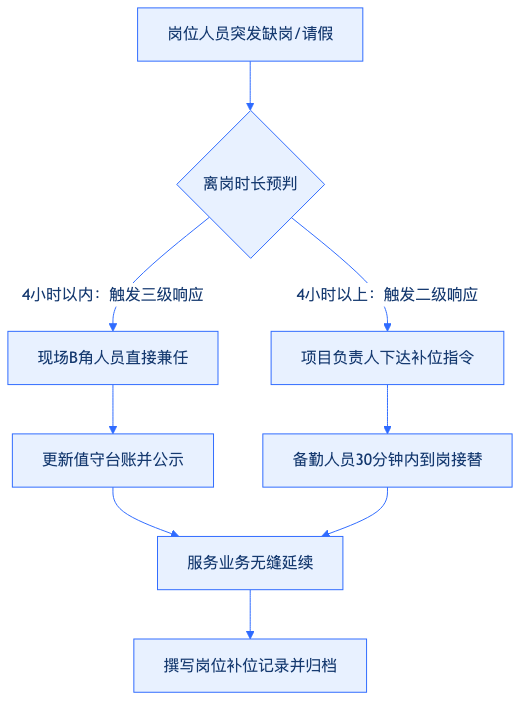 岗位人员突发缺岗/请假
离岗时长预判
4小时以内：触发三级响应
4小时以上：触发二级响应
现场B角人员直接兼任
项目负责人下达补位指令
更新值守台账并公示
备勤人员30分钟内到岗接替
服务业务无缝延续
撰写岗位补位记录并归档